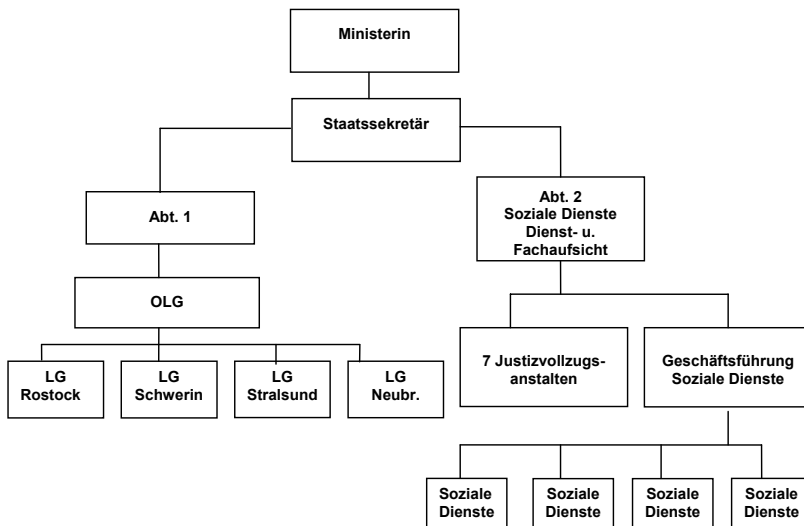 Ministerin
Staatssekretär
Abt. 1
Abt. 2
Soziale Dienste
Dienst- u.
Fachaufsicht
OLG
7 Justizvollzugs-
anstalten
Geschäftsführung
Soziale Dienste
LG
Rostock
LG
Schwerin
LG
Stralsund
LG
Neubr.
Soziale
Dienste
Soziale
Dienste
Soziale
Dienste
Soziale
Dienste